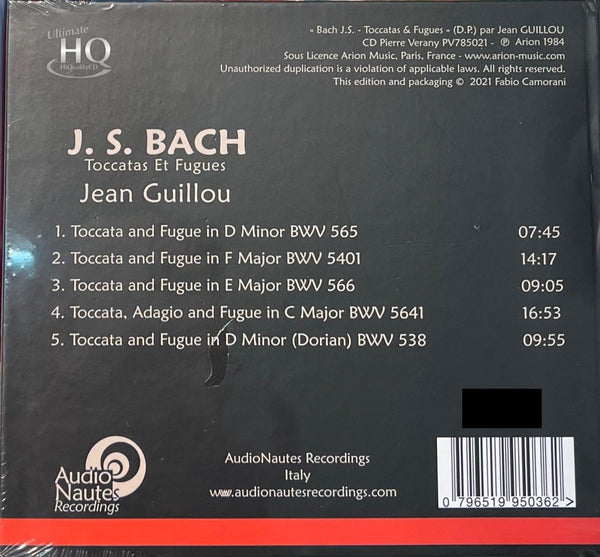 Ultimate
HQ
HiQualityCD
« Bach J.S. - Toccatas & Fugues » (D.P.) par Jean GUILLOU
CD Pierre Verany PV785021 - ℗ Arion 1984
Sous Licence Arion Music, Paris, France - www.arion-music.com
Unauthorized duplication is a violation of applicable laws. All rights reserved.
This edition and packaging © 2021 Fabio Camorani
J. S. BACH
Toccatas Et Fugues
Jean Guillou
1. Toccata and Fugue in D Minor BWV 565 07:45
2. Toccata and Fugue in F Major BWV 5401 14:17
3. Toccata and Fugue in E Major BWV 566 09:05
4. Toccata, Adagio and Fugue in C Major BWV 5641 16:53
5. Toccata and Fugue in D Minor (Dorian) BWV 538 09:55
Audio
Nautes
Recordings
AudioNautes Recordings
Italy
www.audionautesrecordings.com
0 796519 950362 >